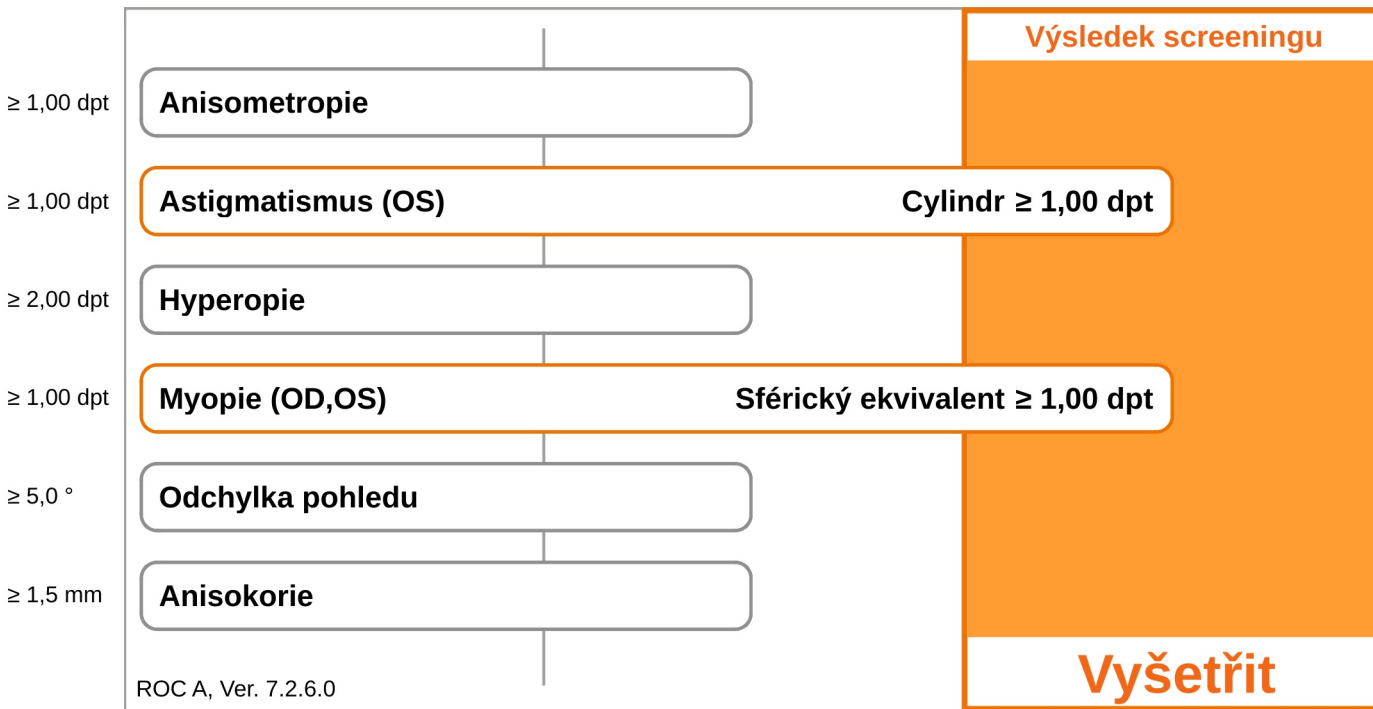 Výsledek screeningu
≥ 1,00 dpt Anisometropie
≥ 1,00 dpt Astigmatismus (OS) Cylindr ≥ 1,00 dpt
≥ 2,00 dpt Hyperopie
≥ 1,00 dpt Myopie (OD,OS) Sférický ekvivalent ≥ 1,00 dpt
≥ 5,0 ° Odchylka pohledu
≥ 1,5 mm Anisokorie
Vyšetřit
ROC A, Ver. 7.2.6.0